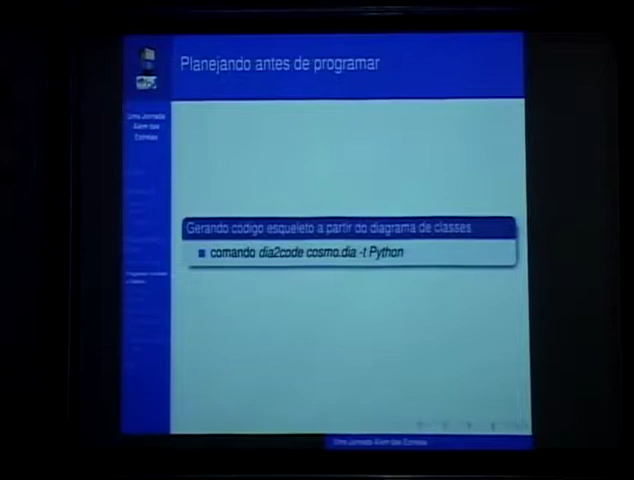 Planejando antes de programar
Uma Jornada
Além das
Estrelas
Gerando código esqueleto a partir do diagrama de classes
comando dia2code cosmo.dia -t Python
Uma Jornada Além das Estrelas